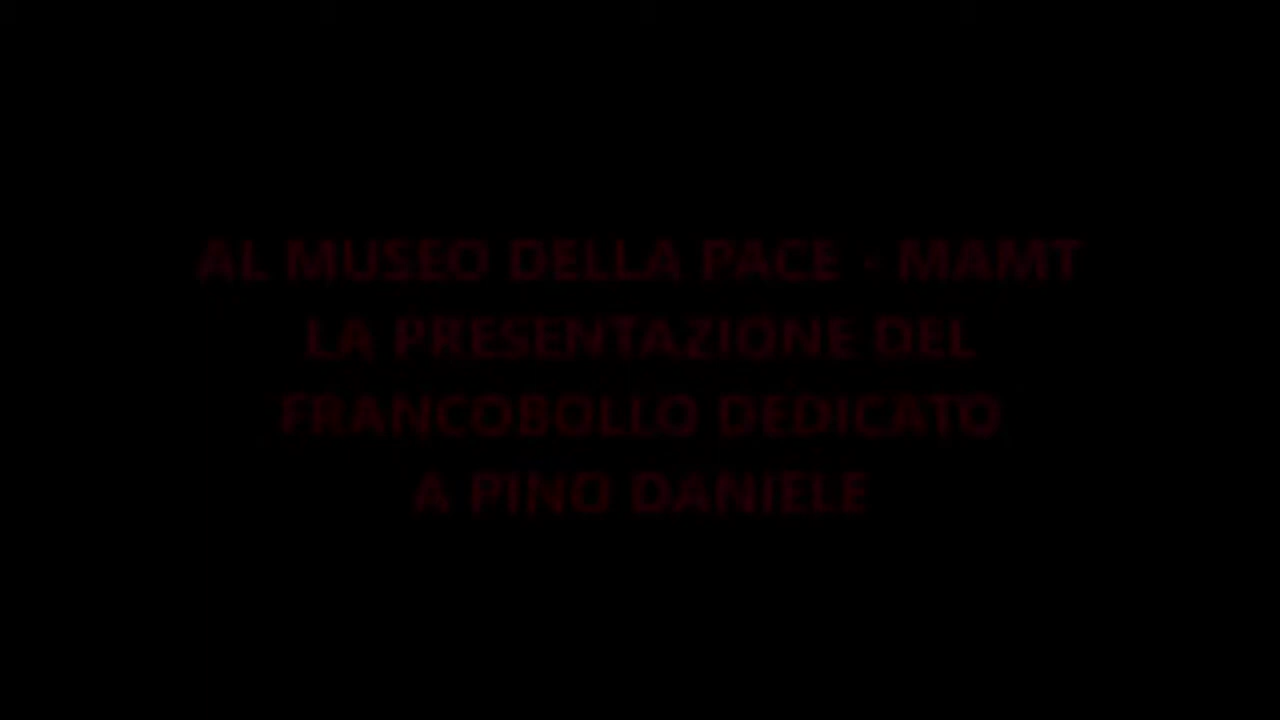 AL MUSEO DELLA PACE - MAMT
LA PRESENTAZIONE DEL
FRANCOBOLLO DEDICATO
A PINO DANIELE